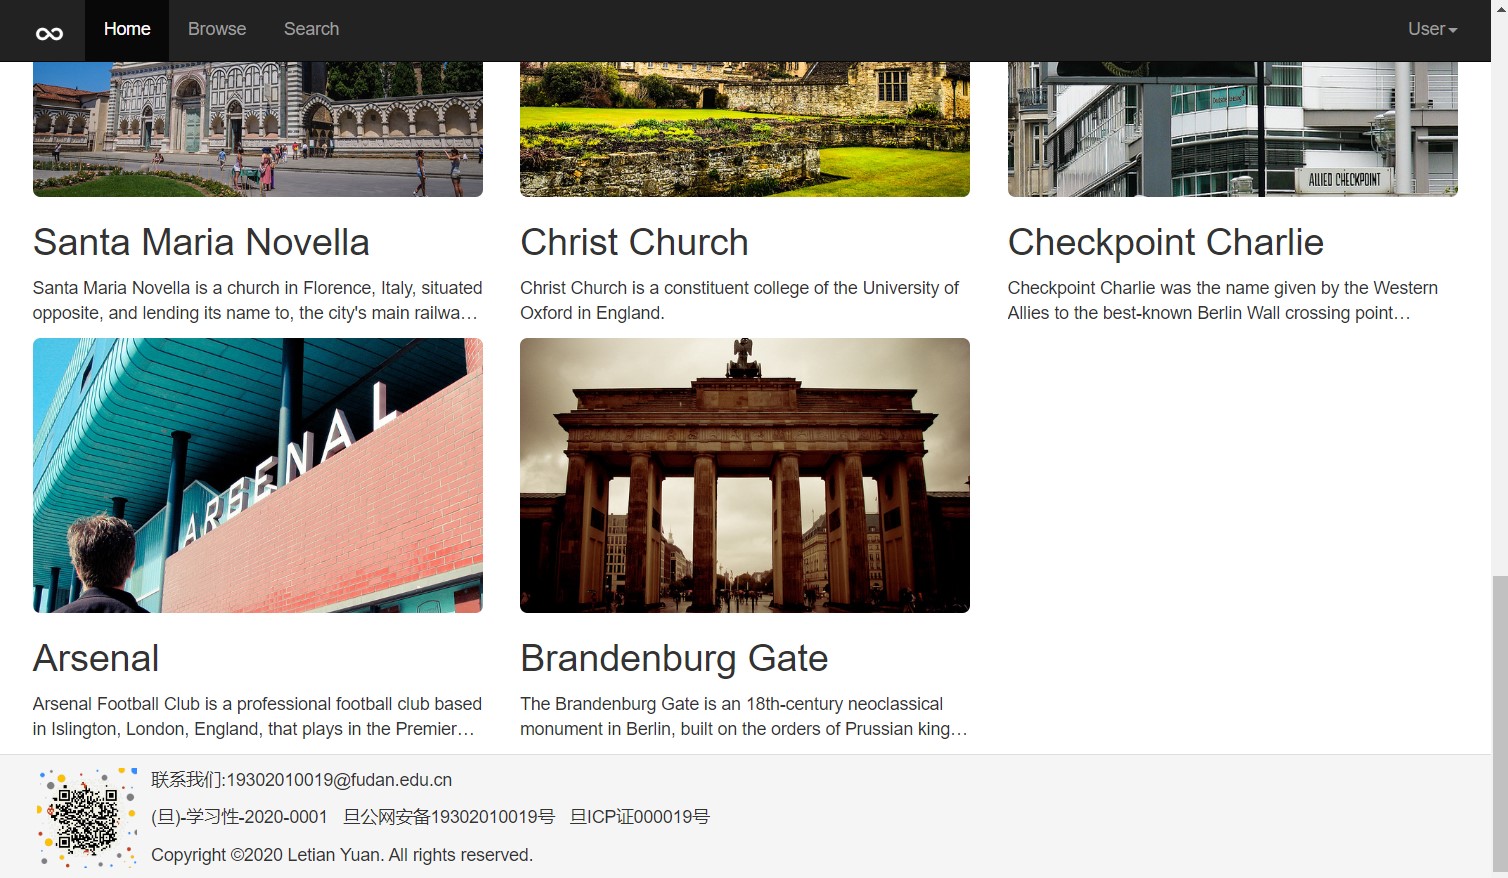 Home Browse Search User
ALLIED CHECKPOINT
Santa Maria Novella
Christ Church
Checkpoint Charlie
Santa Maria Novella is a church in Florence, Italy, situated
opposite, and lending its name to, the city's main railwa…
Christ Church is a constituent college of the University of
Oxford in England.
Checkpoint Charlie was the name given by the Western
Allies to the best-known Berlin Wall crossing point…
ARSENAL
Arsenal
Brandenburg Gate
Arsenal Football Club is a professional football club based
in Islington, London, England, that plays in the Premier…
The Brandenburg Gate is an 18th-century neoclassical
monument in Berlin, built on the orders of Prussian king…
联系我们:19302010019@fudan.edu.cn
(旦)-学习性-2020-0001 旦公网安备19302010019号 旦ICP证000019号
Copyright ©2020 Letian Yuan. All rights reserved.